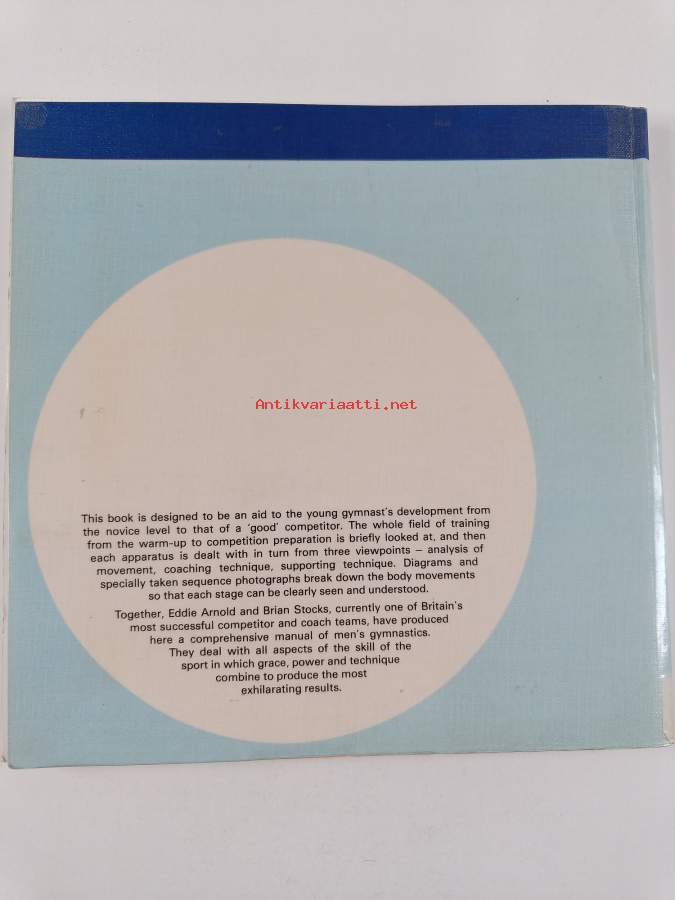 Antikvariaatti.net
This book is designed to be an aid to the young gymnast's development from
the novice level to that of a 'good' competitor. The whole field of training
from the warm-up to competition preparation is briefly looked at, and then
each apparatus is dealt with in turn from three viewpoints – analysis of
movement, coaching technique, supporting technique. Diagrams and
specially taken sequence photographs break down the body movements
so that each stage can be clearly seen and understood.
Together, Eddie Arnold and Brian Stocks, currently one of Britain's
most successful competitor and coach teams, have produced
here a comprehensive manual of men's gymnastics.
They deal with all aspects of the skill of the
sport in which grace, power and technique
combine to produce the most
exhilarating results.